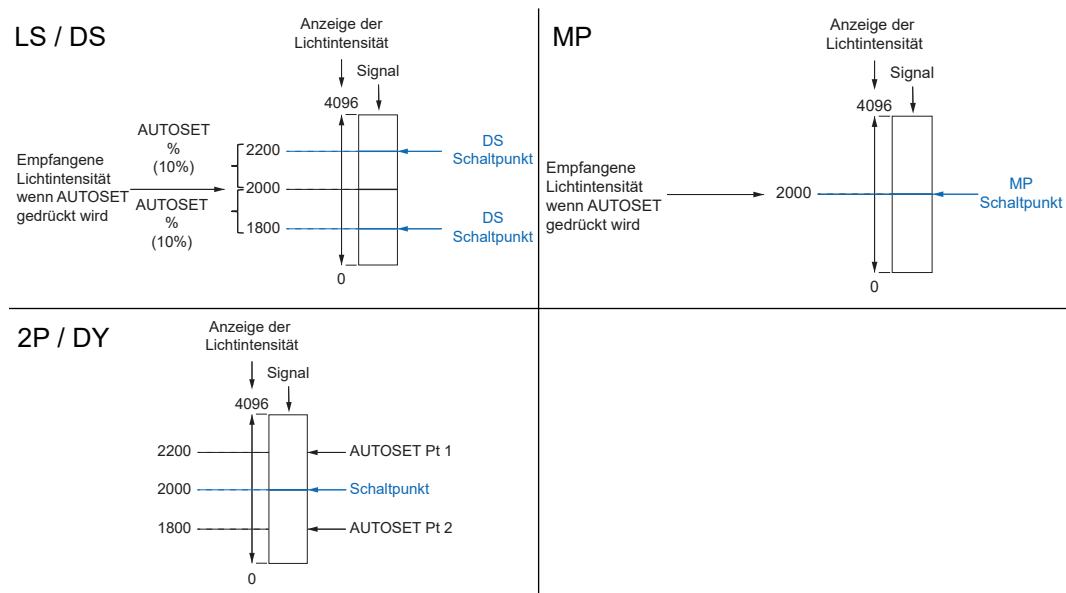 LS / DS
Anzeige der
Lichtintensität
Signal
4096
AUTOSET
%
(10%)
2200
DS
Schaltpunkt
Empfangene
Lichtintensität
wenn AUTOSET
gedrückt wird
2000
AUTOSET
%
(10%)
1800
DS
Schaltpunkt
0
MP
Anzeige der
Lichtintensität
Signal
4096
Empfangene
Lichtintensität
wenn AUTOSET
gedrückt wird
2000
MP
Schaltpunkt
0
2P / DY
Anzeige der
Lichtintensität
Signal
4096
2200
AUTOSET Pt 1
2000
Schaltpunkt
1800
AUTOSET Pt 2
0